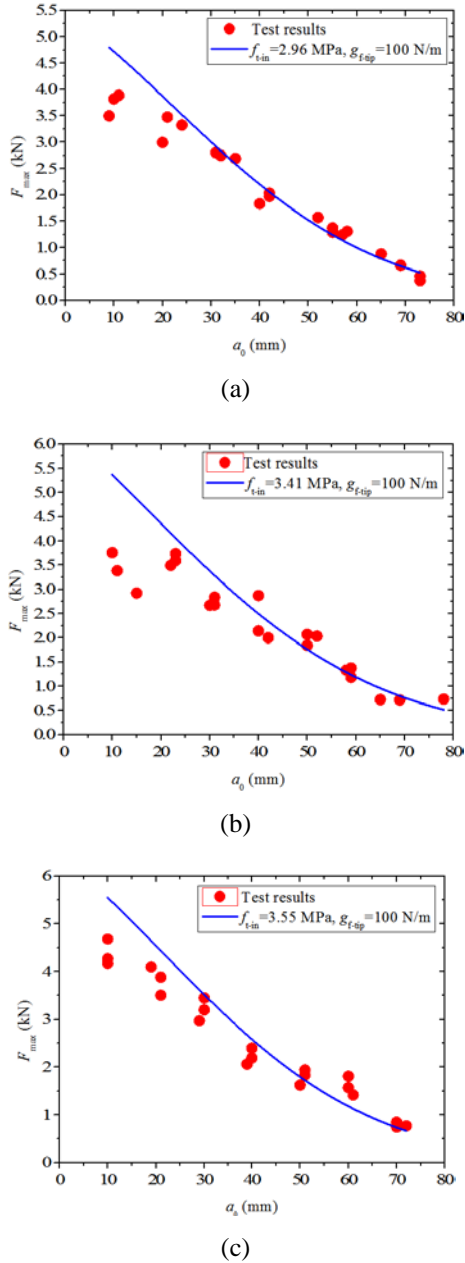 5.5
5.0
4.5
4.0
3.5
3.0
2.5
2.0
1.5
1.0
0.5
0.0
F_max (kN)
Test results
f_t-in=2.96 MPa, g_f-tip=100 N/m
0 10 20 30 40 50 60 70 80
a_0 (mm)
(a)
6.0
5.5
5.0
4.5
4.0
3.5
3.0
2.5
2.0
1.5
1.0
0.5
0.0
F_max (kN)
Test results
f_t-in=3.41 MPa, g_f-tip=100 N/m
0 10 20 30 40 50 60 70 80
a_0 (mm)
(b)
6
5
4
3
2
1
0
F_max (kN)
Test results
f_t-in=3.55 MPa, g_f-tip=100 N/m
0 10 20 30 40 50 60 70 80
a_0 (mm)
(c)